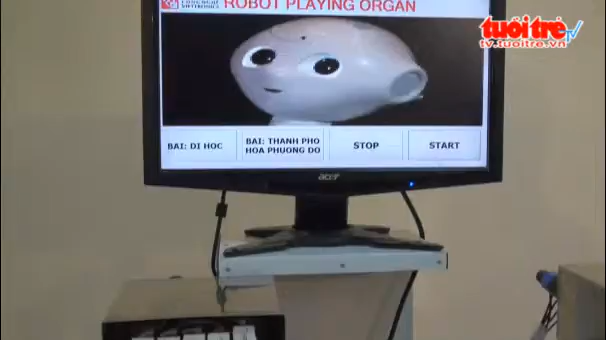 ROBOT PLAYING ORGAN
tuổi trẻ TV
tv.tuoitre.vn
BAI: DI HOC
BAI: THANH PHO
HOA PHUONG DO
STOP
START
acer